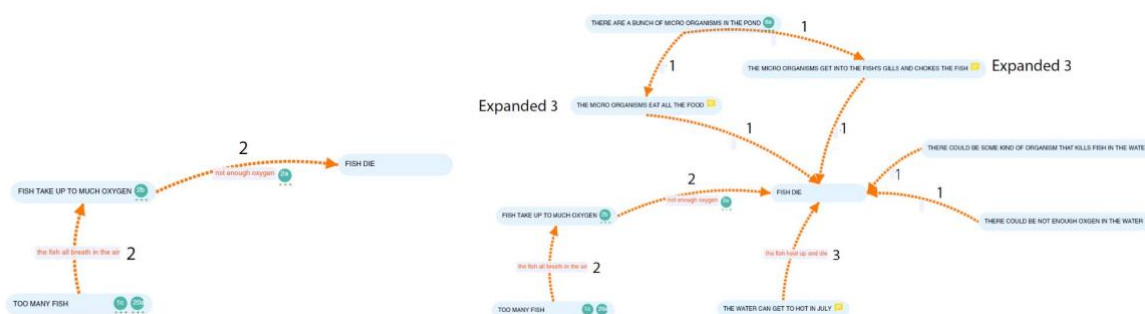 2
FISH DIE
not enough oxygen 2a
FISH TAKE UP TO MUCH OXYGEN 2b
the fish all breath in the air 2
TOO MANY FISH
THERE ARE A BUNCH OF MICRO ORGANISMS IN THE POND
1
THE MICRO ORGANISMS GET INTO THE FISH'S GILLS AND CHOKES THE FISH Expanded 3
1
Expanded 3 THE MICRO ORGANISMS EAT ALL THE FOOD
1
1
THERE COULD BE SOME KIND OF ORGANISM THAT KILLS FISH IN THE WATE
1
2
FISH DIE
1
not enough oxygen
FISH TAKE UP TO MUCH OXYGEN 2b
THERE COULD BE NOT ENOUGH OXGEN IN THE WATER
the fish heat up and die 3
the fish all breath in the air 2
TOO MANY FISH
THE WATER CAN GET TO HOT IN JULY